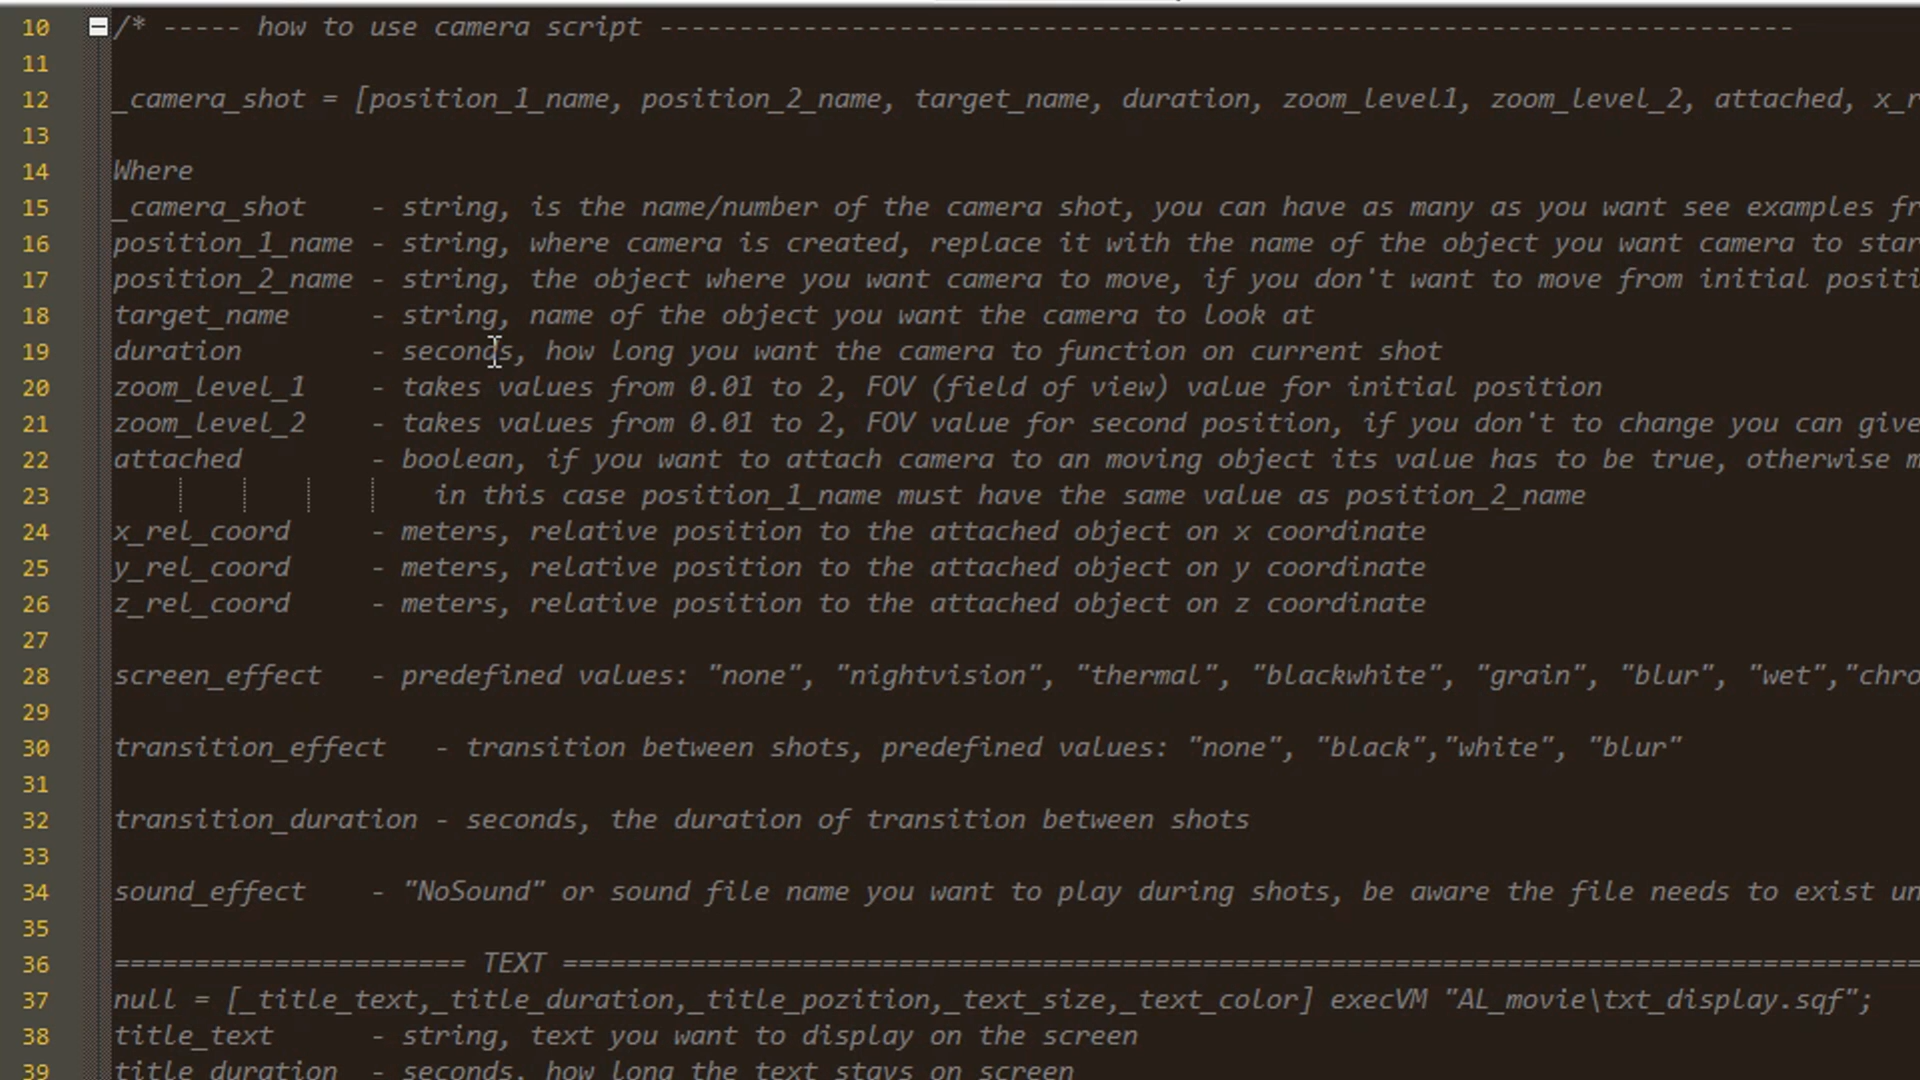 10 /* ----- how to use camera script -----------------------------------------------------------------------
11
12 _camera_shot = [position_1_name, position_2_name, target_name, duration, zoom_level1, zoom_level_2, attached,
13
14 Where
15 _camera_shot - string, is the name/number of the camera shot, you can have as many as you want see examples
16 position_1_name - string, where camera is created, replace it with the name of the object you want camera to
17 position_2_name - string, the object where you want camera to move, if you don't want to move from initial
18 target_name - string, name of the object you want the camera to look at
19 duration - seconds, how long you want the camera to function on current shot
20 zoom_level_1 - takes values from 0.01 to 2, FOV (field of view) value for initial position
21 zoom_level_2 - takes values from 0.01 to 2, FOV value for second position, if you don't to change you can give
22 attached - boolean, if you want to attach camera to an moving object its value has to be true, otherwise
23 in this case position_1_name must have the same value as position_2_name
24 x_rel_coord - meters, relative position to the attached object on x coordinate
25 y_rel_coord - meters, relative position to the attached object on y coordinate
26 z_rel_coord - meters, relative position to the attached object on z coordinate
27
28 screen_effect - predefined values: "none", "nightvision", "thermal", "blackwhite", "grain", "blur", "wet","chro
29
30 transition_effect - transition between shots, predefined values: "none", "black","white", "blur"
31
32 transition_duration - seconds, the duration of transition between shots
33
34 sound_effect - "NoSound" or sound file name you want to play during shots, be aware the file needs to exist
35
36 ====================== TEXT =====================================================================================
37 null = [_title_text,_title_duration,_title_pozition,_text_size,_text_color] execVM "AL_movie\txt_display.sqf";
38 title_text - string, text you want to display on the screen
39 title_duration - seconds, how long the text stays on screen